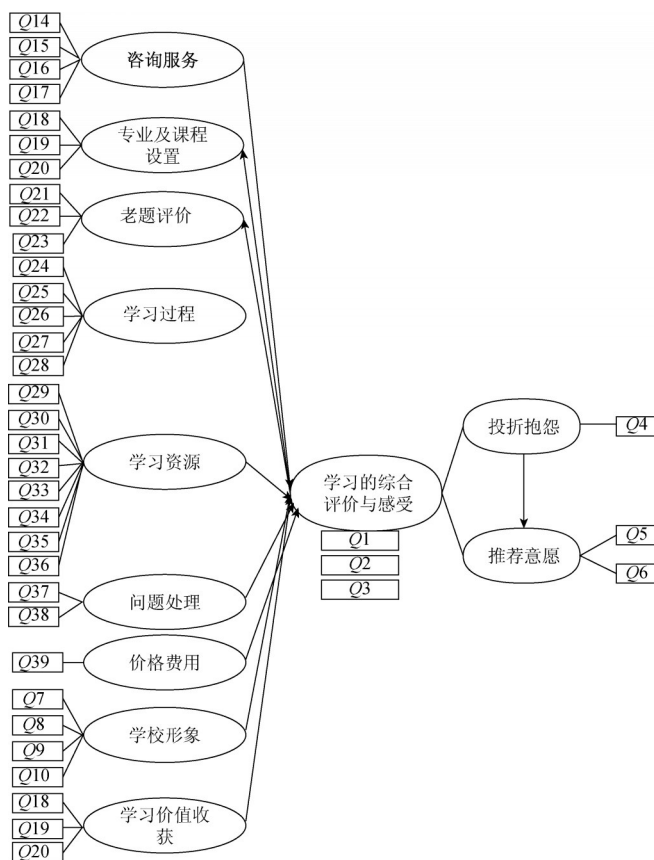 Q14
Q15
Q16
Q17
咨询服务
Q18
Q19
Q20
专业及课程
设置
Q21
Q22
Q23
老题评价
Q24
Q25
Q26
Q27
Q28
学习过程
Q29
Q30
Q31
Q32
Q33
Q34
Q35
Q36
学习资源
Q37
Q38
问题处理
Q39
价格费用
Q7
Q8
Q9
Q10
学校形象
Q18
Q19
Q20
学习价值收
获
学习的综合
评价与感受
Q1
Q2
Q3
投折抱怨
Q4
推荐意愿
Q5
Q6